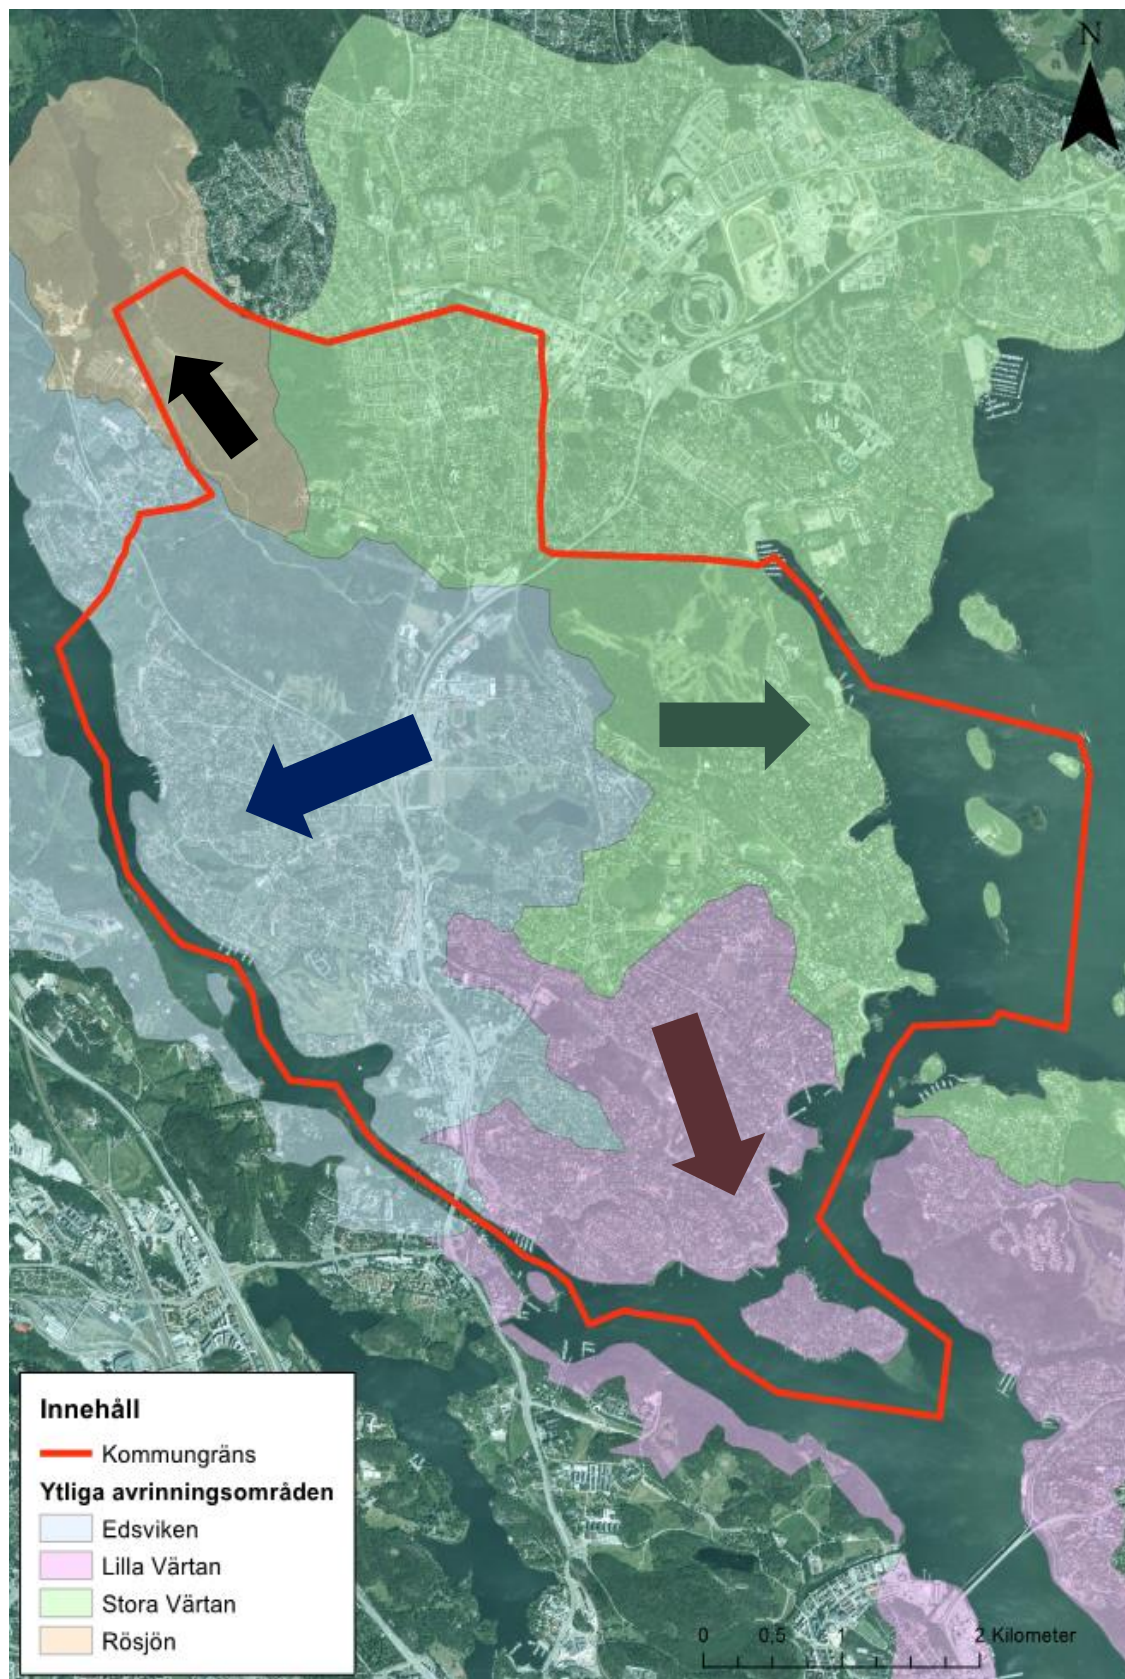 N
Innehåll
Kommungräns
Ytliga avrinningsområden
Edsviken
Lilla Värtan
Stora Värtan
Rösjön
0 0,5 1 2 Kilometer